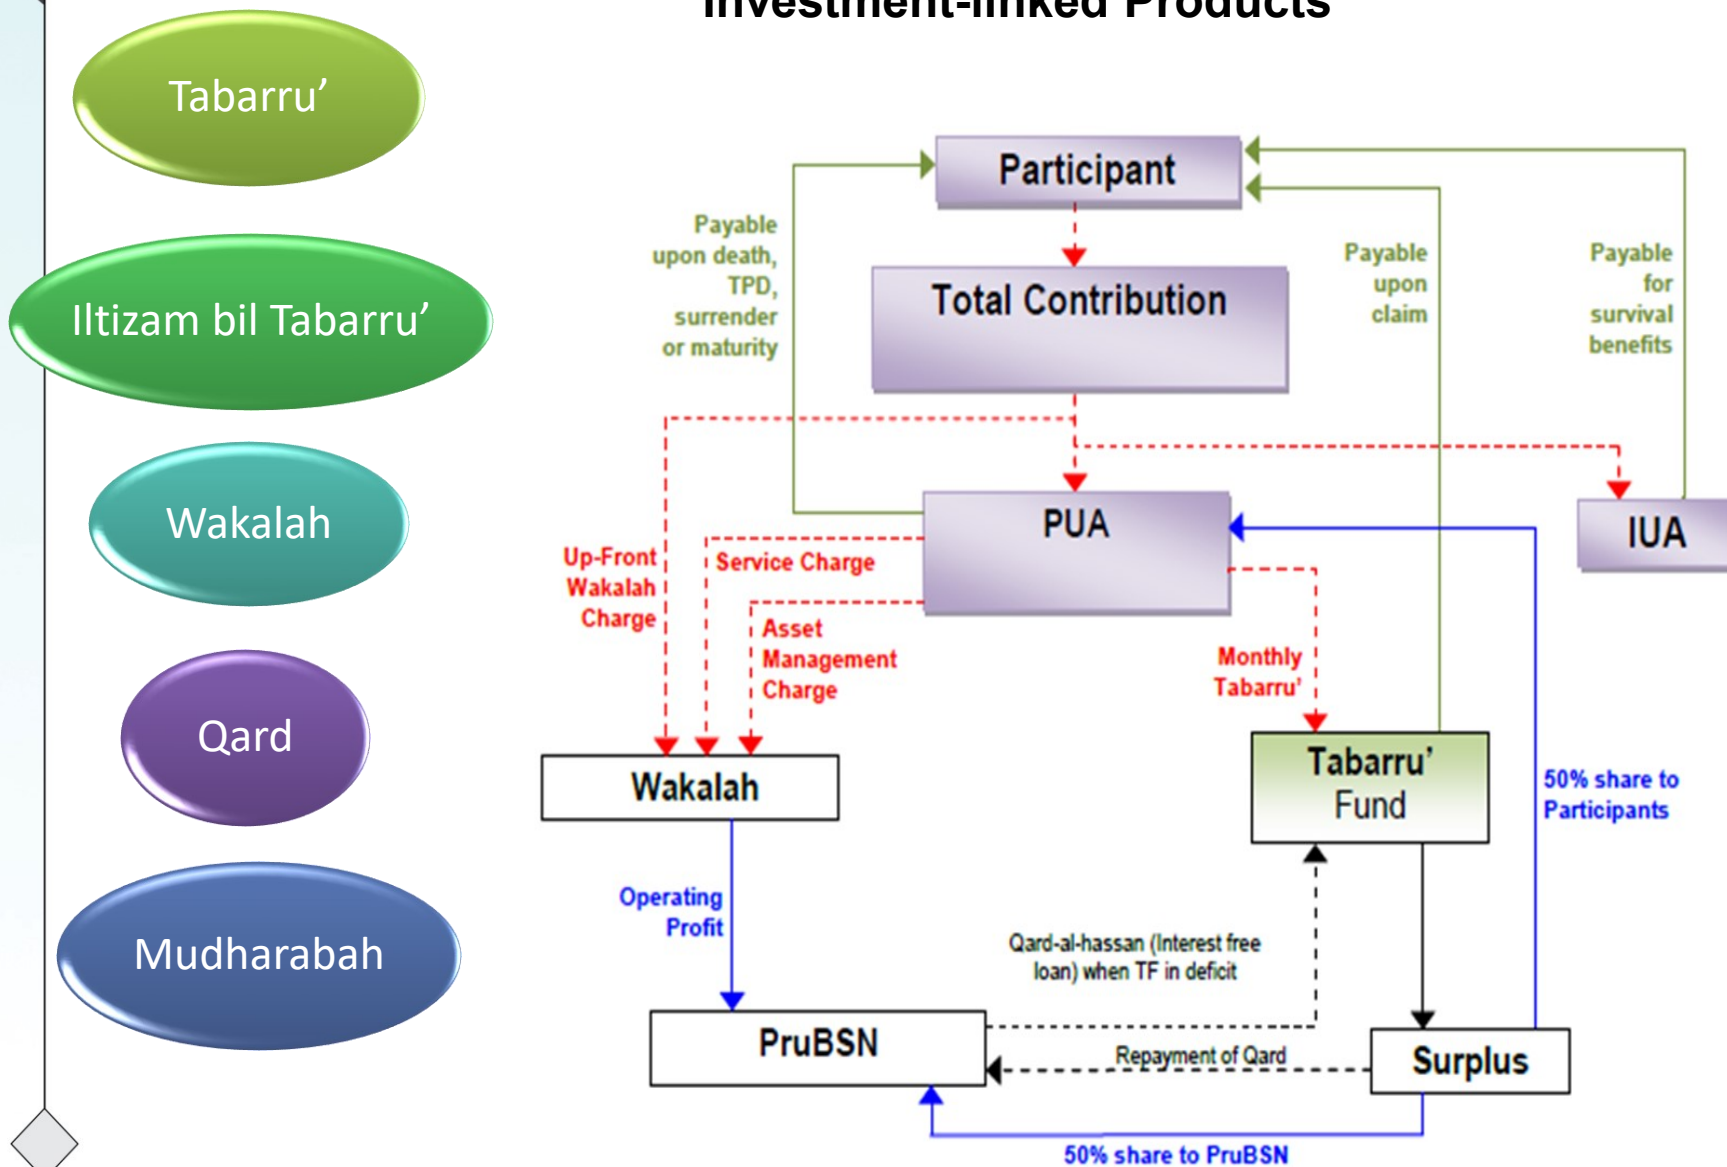 Investment-linked Products
Tabarru’
Iltizam bil Tabarru’
Wakalah
Qard
Mudharabah
Participant
Payable
upon death,
TPD,
surrender
or maturity
Total Contribution
Payable
upon
claim
Payable
for
survival
benefits
PUA
IUA
Up-Front
Wakalah
Charge
Service Charge
Asset
Management
Charge
Monthly
Tabarru’
Wakalah
Tabarru’
Fund
50% share to
Participants
Operating
Profit
Qard-al-hassan (Interest free
loan) when TF in deficit
PruBSN
Repayment of Qard
Surplus
50% share to PruBSN